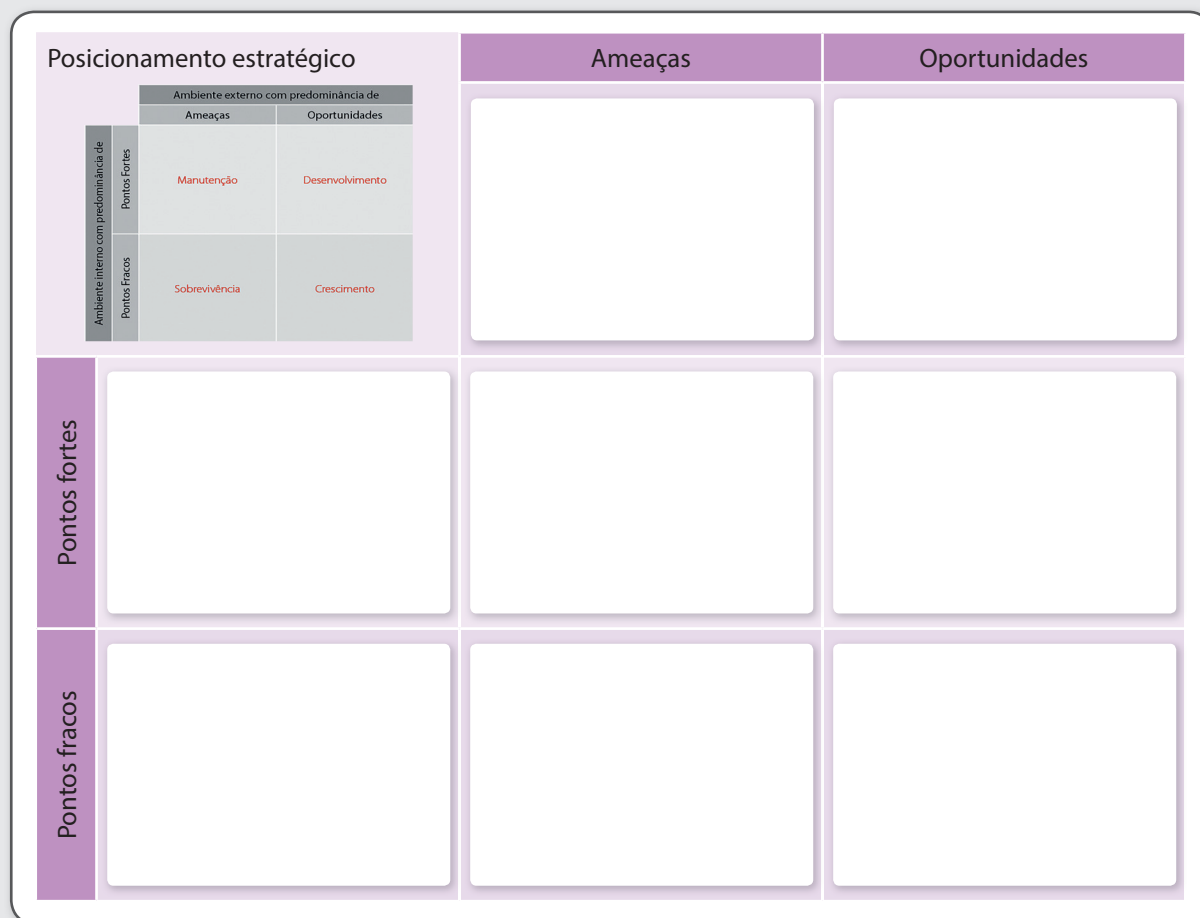 Posicionamento estratégico
Ameaças
Oportunidades
Ambiente externo com predominância de
Ameaças
Oportunidades
Ambiente interno com predominância de
Pontos Fortes
Manutenção
Desenvolvimento
Pontos Fracos
Sobrevivência
Crescimento
Pontos fortes
Pontos fracos